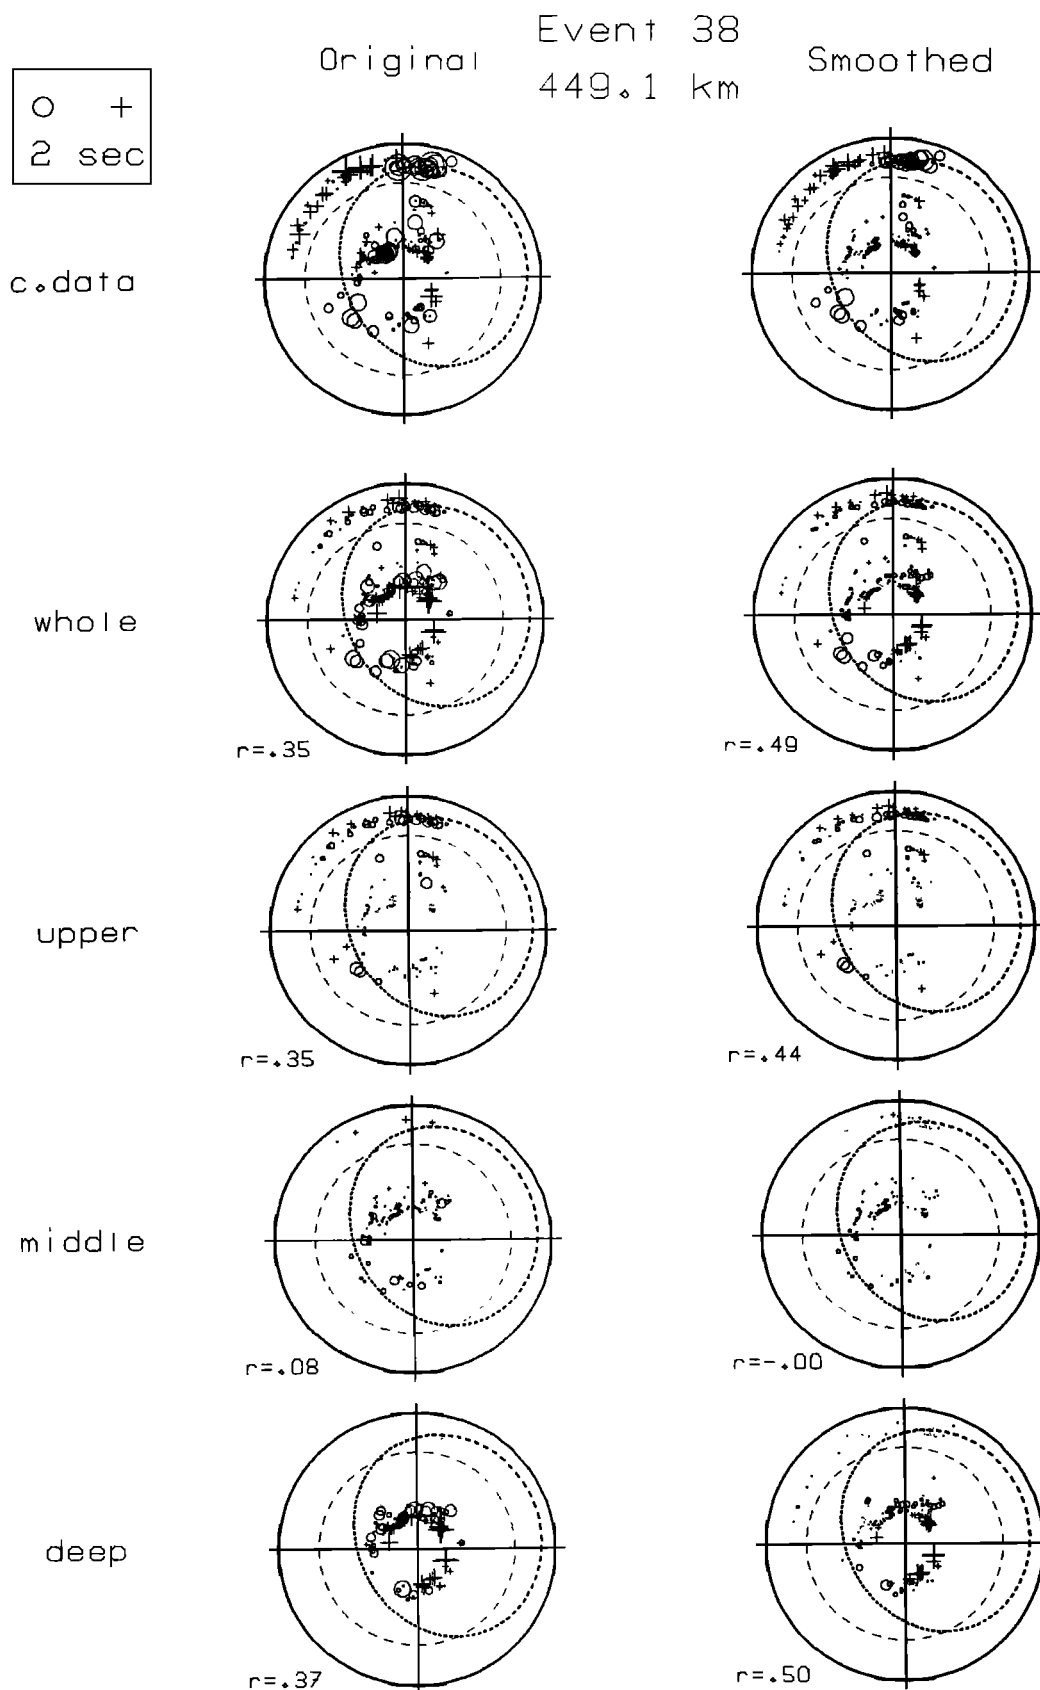 Event 38
Original
Smoothed
449.1 km
O +
2 sec
c.data
whole
r=.35
r=.49
upper
r=.35
r=.44
middle
r=.08
r=-.00
deep
r=.37
r=.50